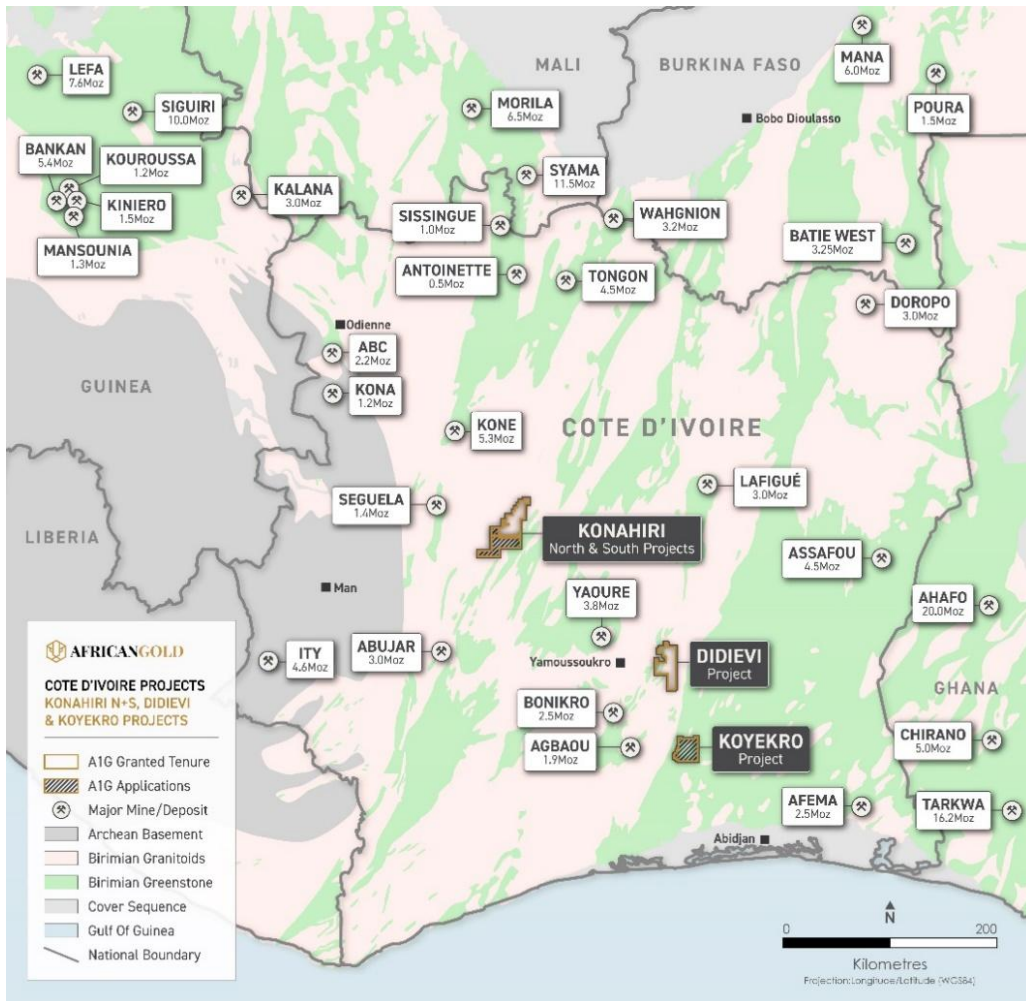 MALI
BURKINA FASO
MANA
6.0Moz
LEFA
7.6Moz
POURA
1.5Moz
SIGUIRI
10.0Moz
MORILA
6.5Moz
Bobo Dioulasso
BANKAN
5.4Moz
KOUROUSSA
1.2Moz
SYAMA
11.5Moz
KALANA
3.0Moz
KINIERO
1.5Moz
SISSINGUE
1.0Moz
WAHGNION
3.2Moz
BATIE WEST
3.25Moz
MANSOUNIA
1.3Moz
ANTOINETTE
0.5Moz
TONGON
4.5Moz
DOROPO
3.0Moz
Odienne
ABC
2.2Moz
GUINEA
KONA
1.2Moz
KONE
5.3Moz
COTE D'IVOIRE
LAFIGUÉ
3.0Moz
SEGUELA
1.4Moz
LIBERIA
KONAHIRI
North & South Projects
ASSAFOU
4.5Moz
Man
YAOURE
3.8Moz
AHAFO
20.0Moz
ITY
4.6Moz
ABUJAR
3.0Moz
Yamoussoukro
DIDIEVI
Project
GHANA
BONIKRO
2.5Moz
AGBAOU
1.9Moz
KOYEKRO
Project
CHIRANO
5.0Moz
AFEMA
2.5Moz
TARKWA
16.2Moz
Abidjan
AFRICANGOLD
COTE D'IVOIRE PROJECTS
KONAHIRI N+S, DIDIEVI
& KOYEKRO PROJECTS
A1G Granted Tenure
A1G Applications
Major Mine/Deposit
Archean Basement
Birimian Granitoids
Birimian Greenstone
Cover Sequence
Gulf Of Guinea
National Boundary
N
0 200
Kilometres
Projection:Longituoe/Lotitude (WGS84)